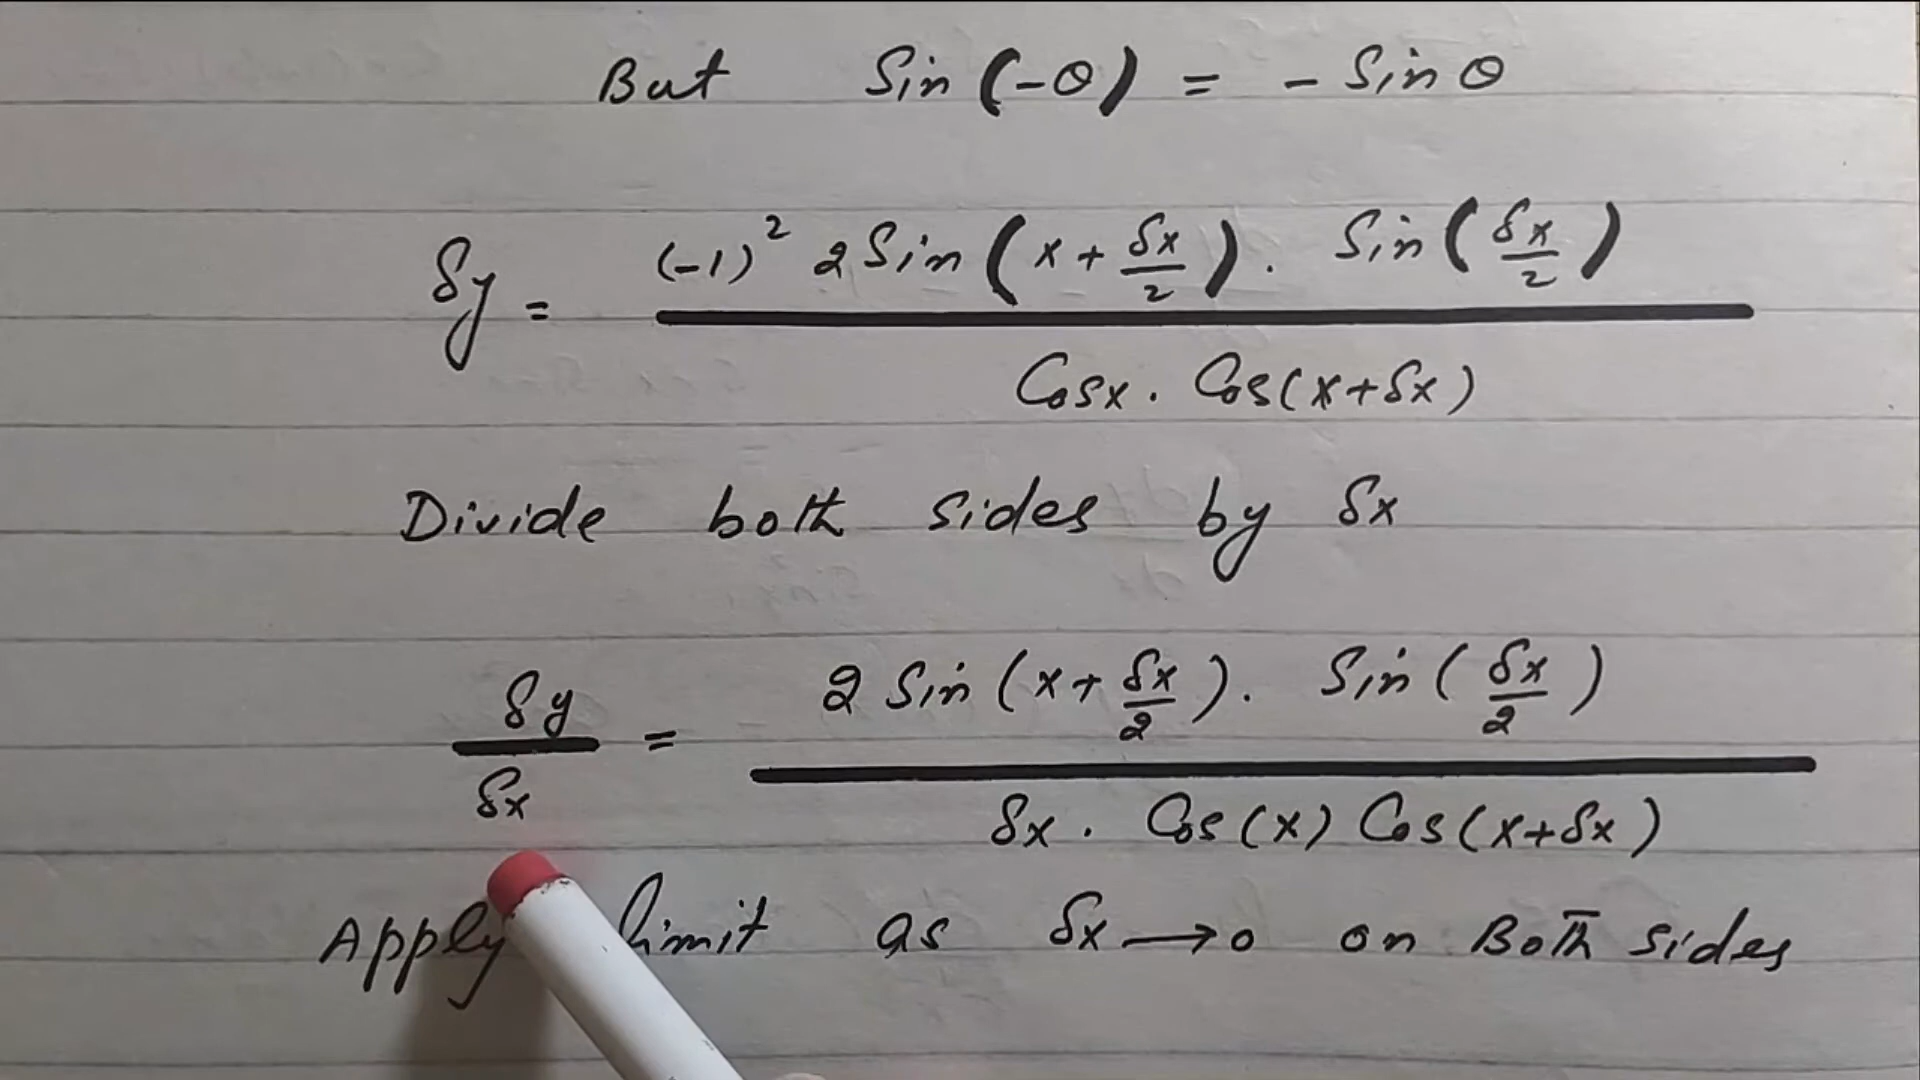 But Sin (-θ) = - Sin θ
δy = (-1)² 2 Sin (x + δx/2) . Sin (δx/2)
Cosx . Cos(x+δx)
Divide both sides by δx
δy/δx = 2 Sin (x + δx/2) . Sin (δx/2)
δx . Cos(x) Cos(x+δx)
Apply limit as δx → 0 on Both sides